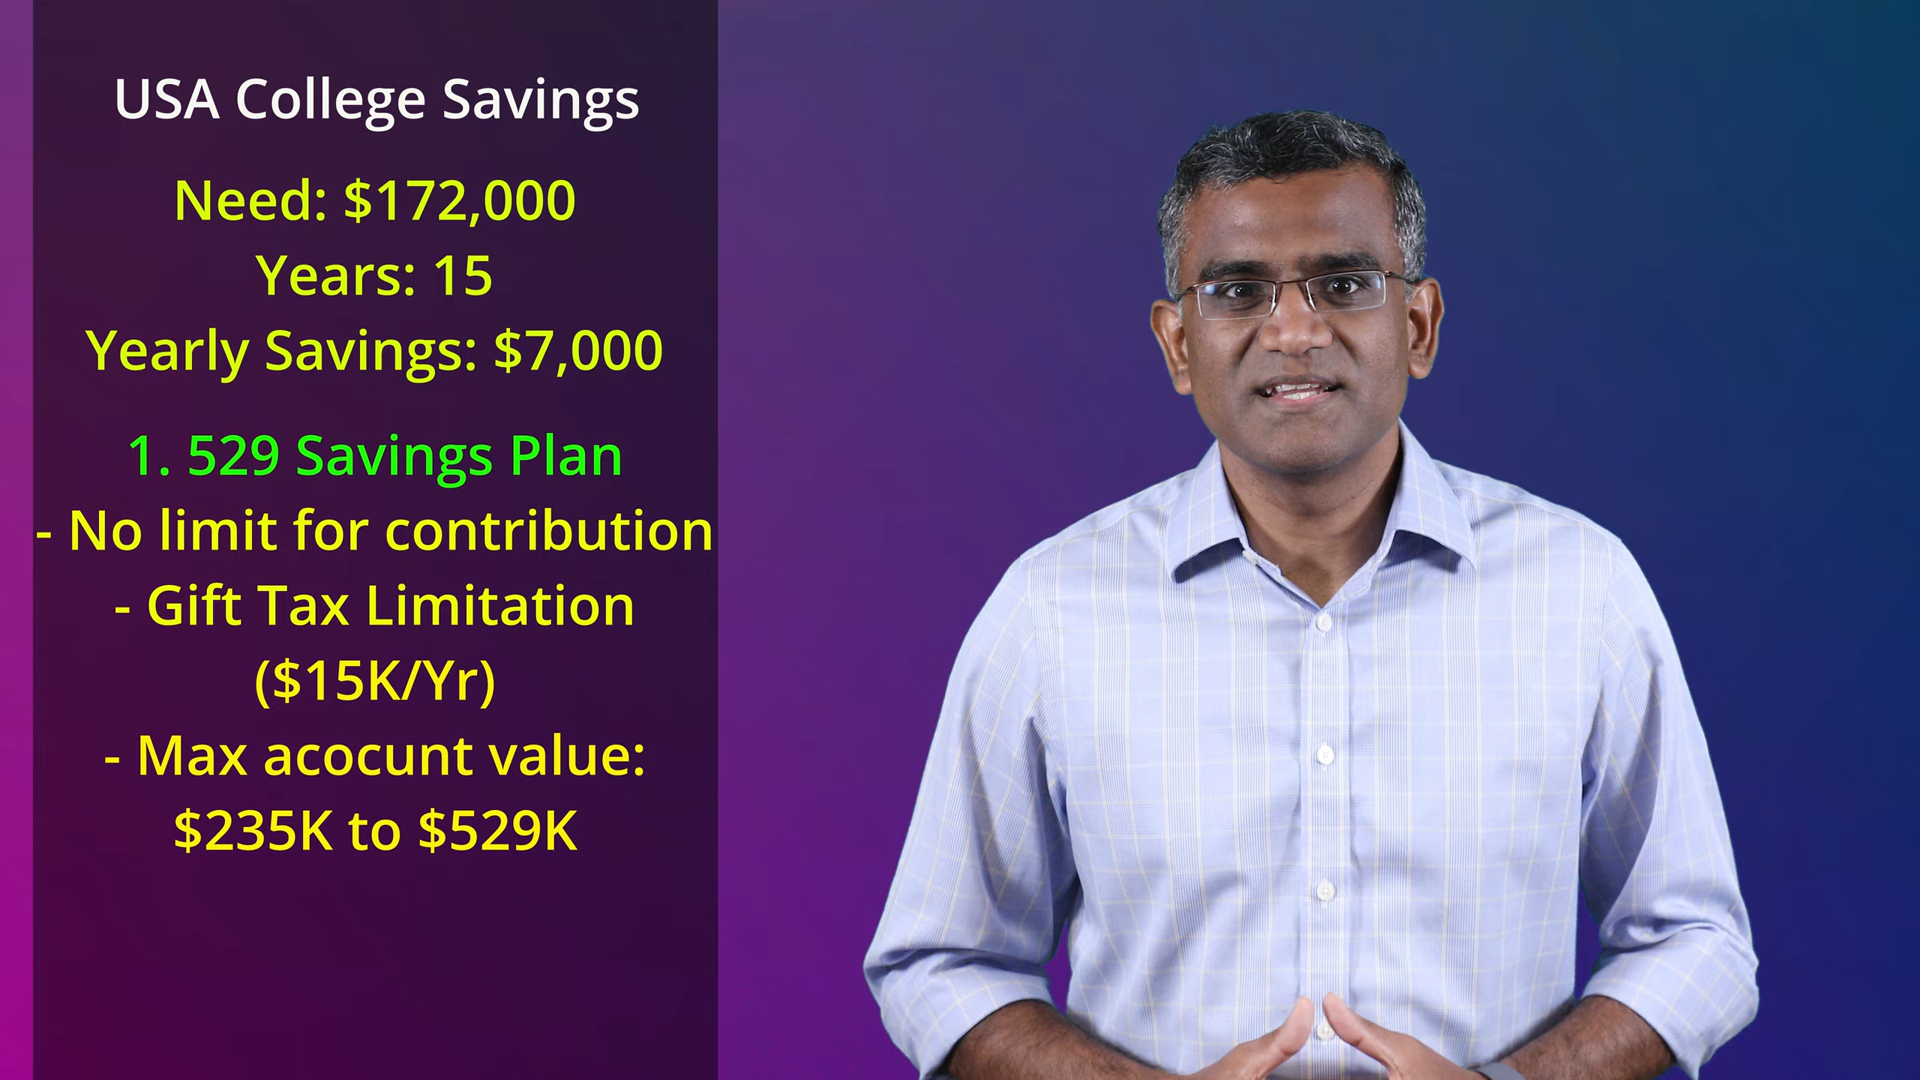 USA College Savings
Need: $172,000
Years: 15
Yearly Savings: $7,000
1. 529 Savings Plan
- No limit for contribution
- Gift Tax Limitation
($15K/Yr)
- Max acocunt value:
$235K to $529K